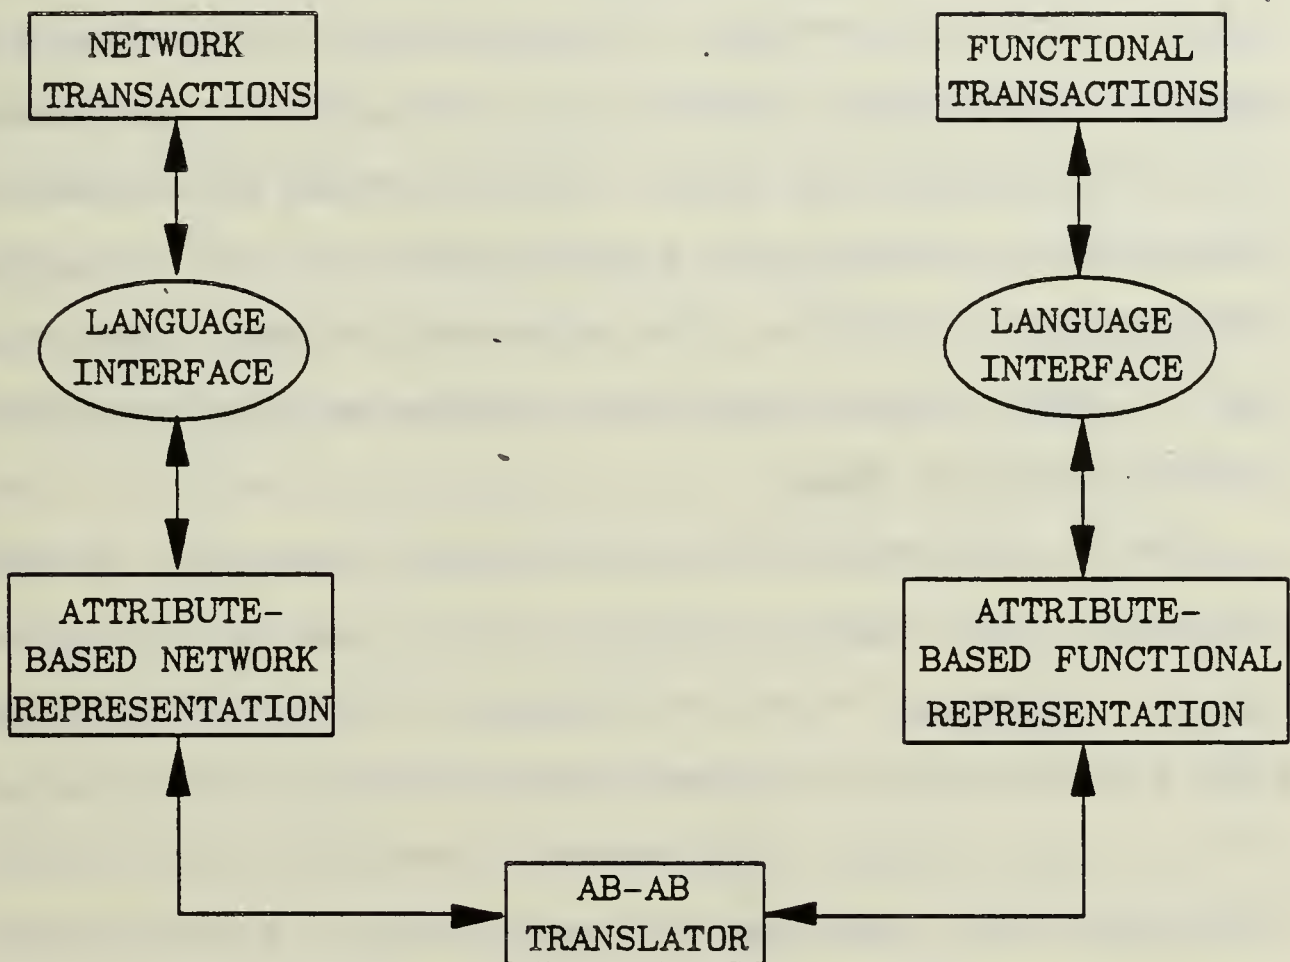 NETWORK
TRANSACTIONS
FUNCTIONAL
TRANSACTIONS
LANGUAGE
INTERFACE
LANGUAGE
INTERFACE
ATTRIBUTE-
BASED NETWORK
REPRESENTATION
ATTRIBUTE-
BASED FUNCTIONAL
REPRESENTATION
AB-AB
TRANSLATOR